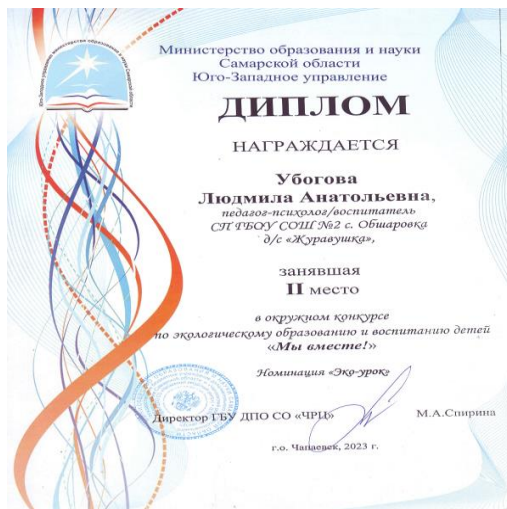 Министерство образования и науки
Самарской области
Юго-Западное управление
ДИПЛОМ
НАГРАЖДАЕТСЯ
Убогова
Людмила Анатольевна,
педагог-психолог/воспитатель
СП ГБОУ СОШ №2 с. Обшаровка
д/с «Журавушка»,
занявшая
II место
в окружном конкурсе
по экологическому образованию и воспитанию детей
«Мы вместе!»
Номинация «Эко-урок»
Директор ГБУ ДПО СО «ЧРЦ»
М.А.Спирина
г.о. Чапаевск, 2023 г.